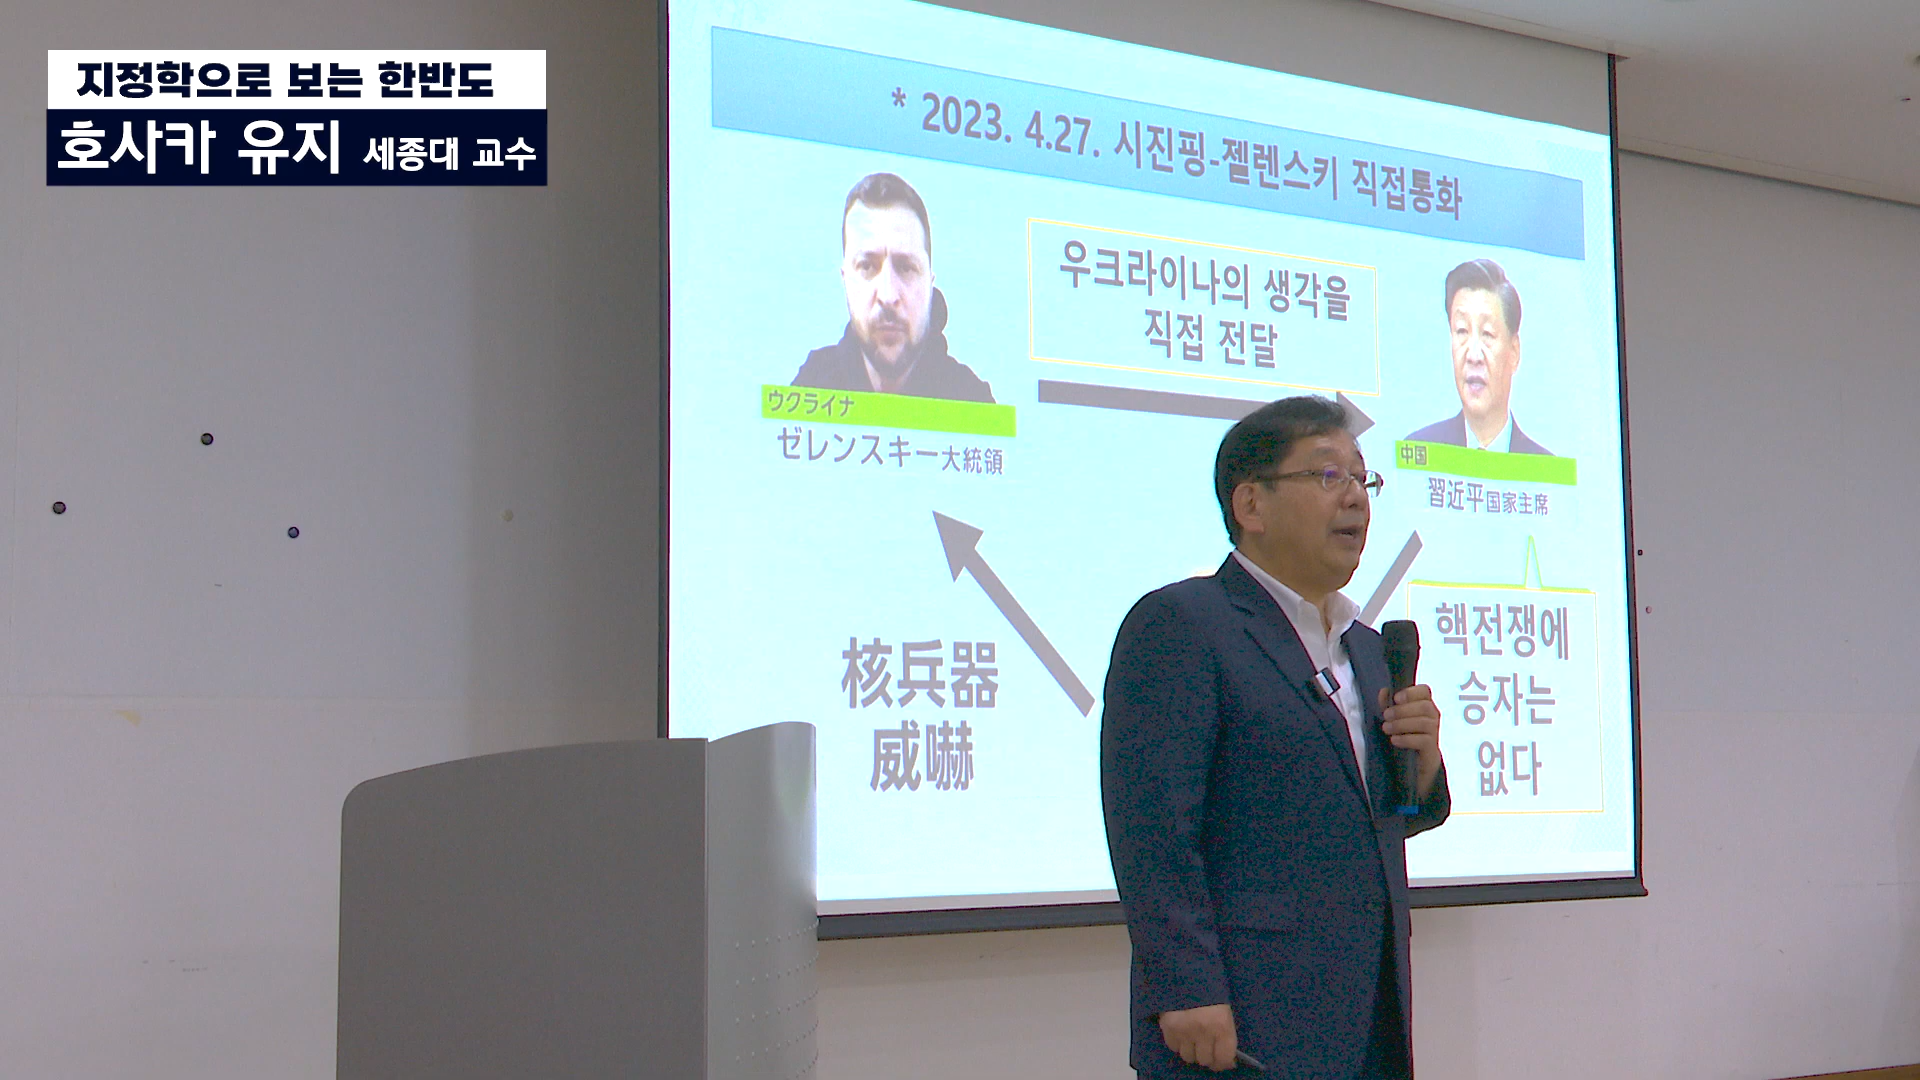 지정학으로 보는 한반도
호사카 유지 세종대 교수
* 2023. 4.27. 시진핑-젤렌스키 직접통화
우크라이나의 생각을
직접 전달
ウクライナ
ゼレンスキー大統領
中国
習近平国家主席
核兵器
威嚇
핵전쟁에
승자는
없다